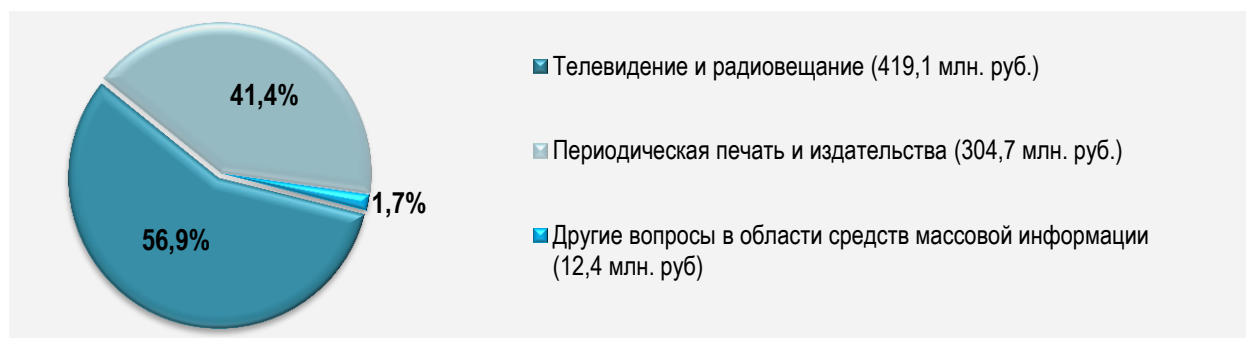 41,4%
1,7%
56,9%
Телевидение и радиовещание (419,1 млн. руб.)
Периодическая печать и издательства (304,7 млн. руб.)
Другие вопросы в области средств массовой информации
(12,4 млн. руб)